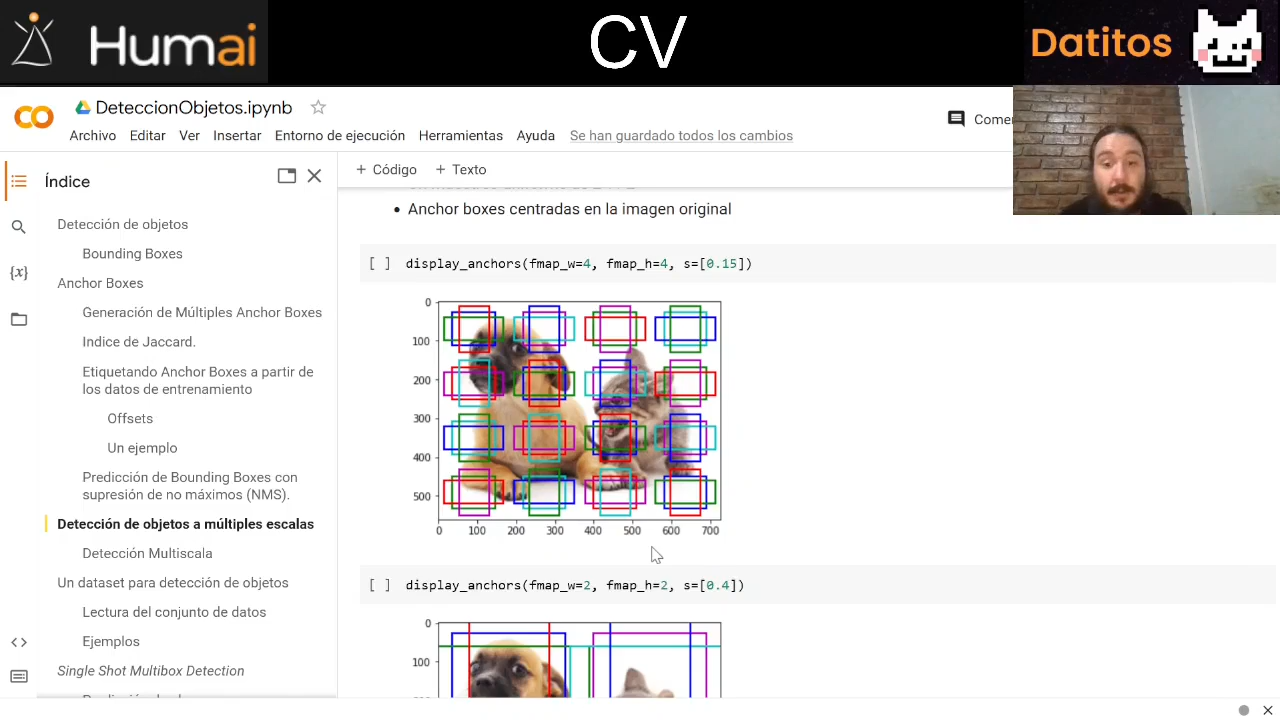 Humai
CV
Datitos
DeteccionObjetos.ipynb
Archivo Editar Ver Insertar Entorno de ejecución Herramientas Ayuda Se han guardado todos los cambios
Índice
+ Código + Texto
Detección de objetos
Bounding Boxes
Anchor Boxes
Generación de Múltiples Anchor Boxes
Indice de Jaccard.
Etiquetando Anchor Boxes a partir de
los datos de entrenamiento
Offsets
Un ejemplo
Predicción de Bounding Boxes con
supresión de no máximos (NMS).
Detección de objetos a múltiples escalas
Detección Multiscala
Un dataset para detección de objetos
Lectura del conjunto de datos
Ejemplos
Single Shot Multibox Detection
• Anchor boxes centradas en la imagen original
[ ] display_anchors(fmap_w=4, fmap_h=4, s=[0.15])
0
100
200
300
400
500
0 100 200 300 400 500 600 700
[ ] display_anchors(fmap_w=2, fmap_h=2, s=[0.4])
0
100